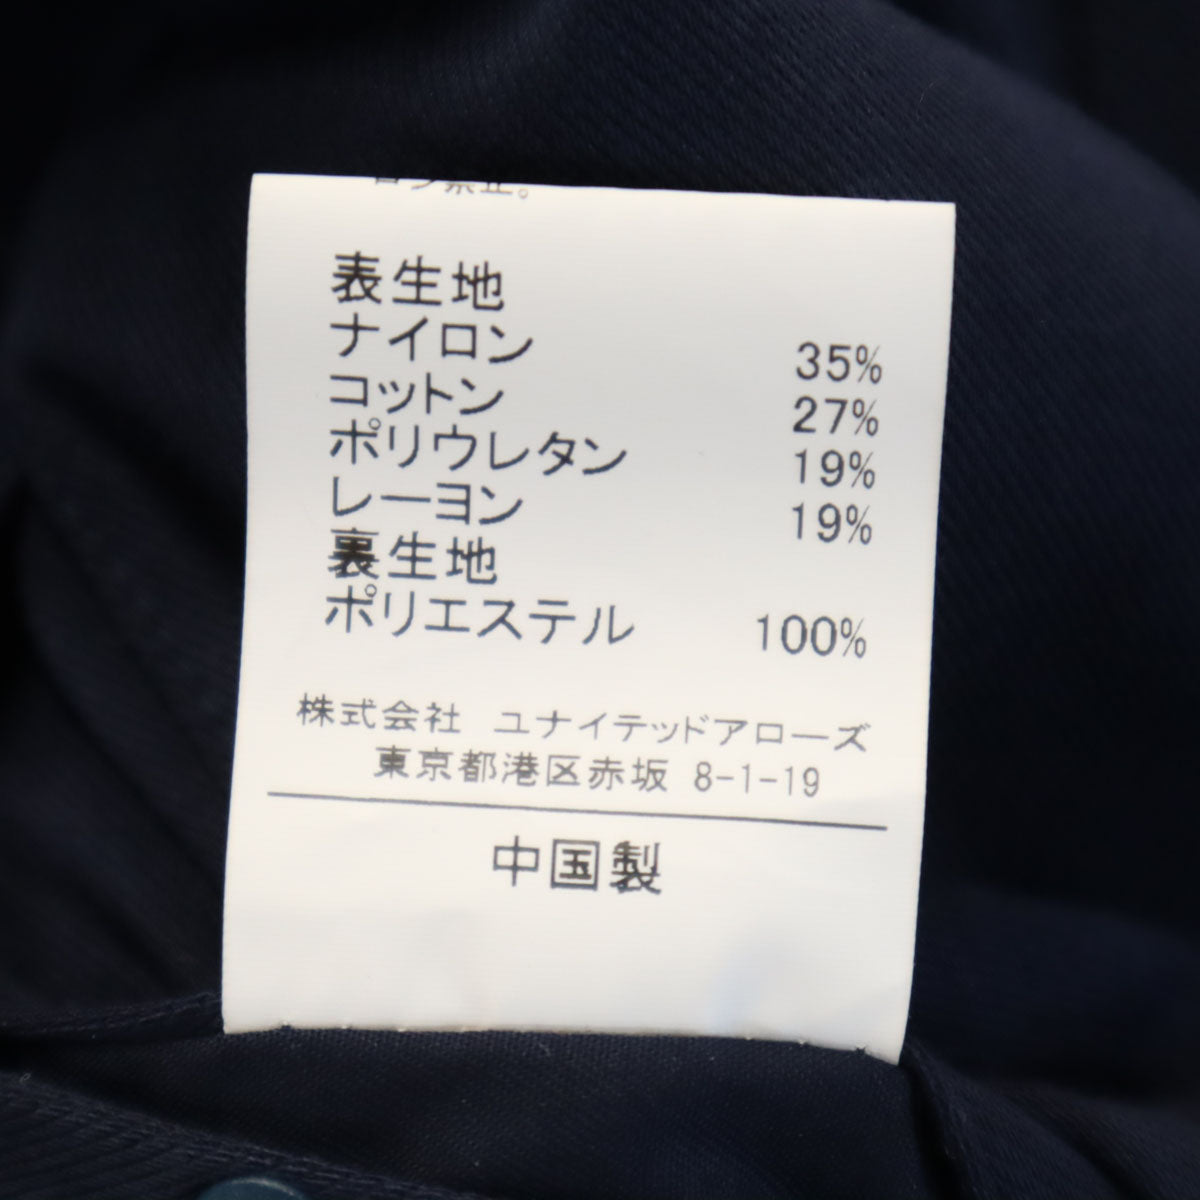 禁止。
表生地
ナイロン 35%
コットン 27%
ポリウレタン 19%
レーヨン 19%
裏生地
ポリエステル 100%
株式会社 ユナイテッドアローズ
東京都港区赤坂 8-1-19
中国製